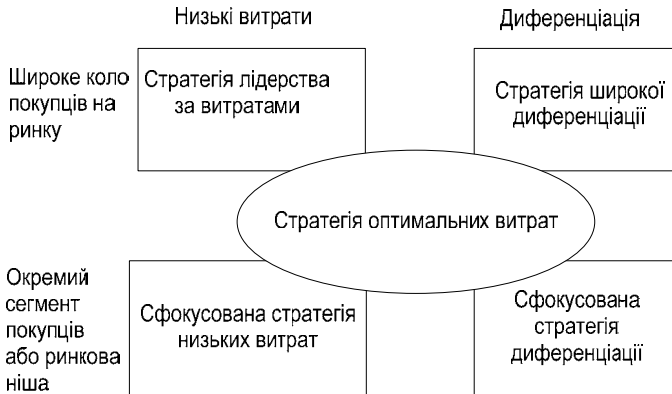 Низькі витрати
Диференціація
Широке коло
покупців на
ринку
Стратегія лідерства
за витратами
Стратегія широкої
диференціації
Стратегія оптимальних витрат
Окремий
сегмент
покупців
або ринкова
ніша
Сфокусована стратегія
низьких витрат
Сфокусована
стратегія
диференціації